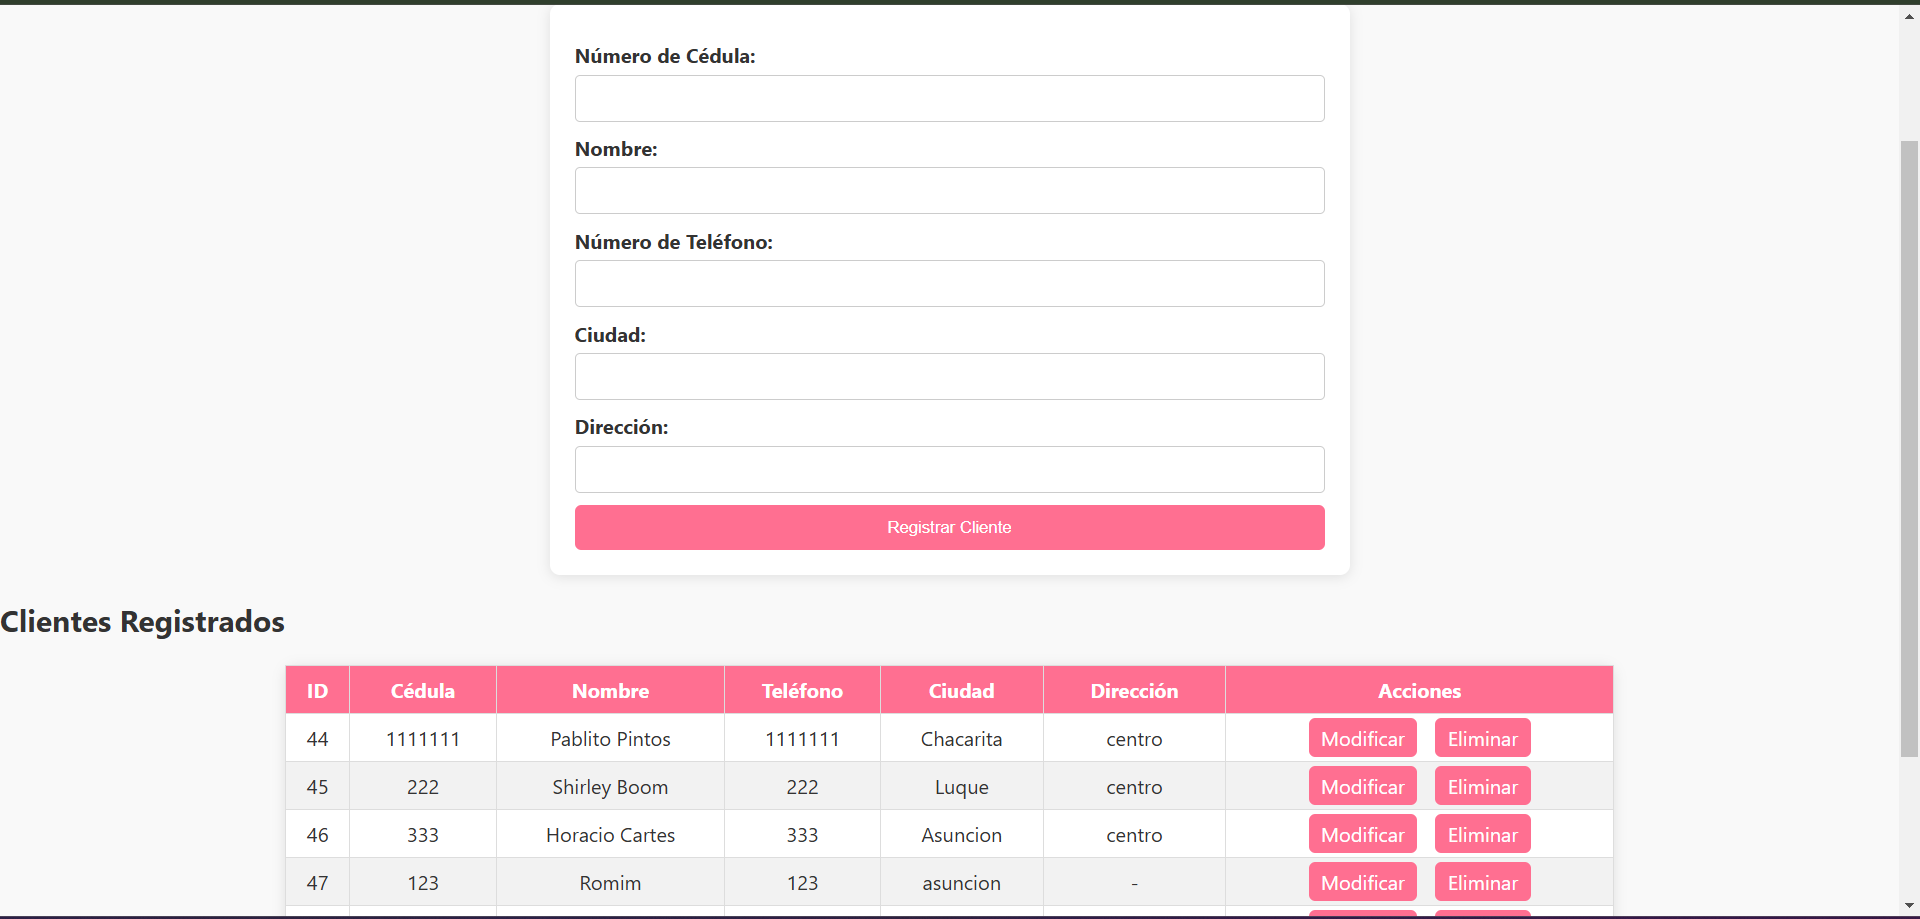 Número de Cédula:
Nombre:
Número de Teléfono:
Ciudad:
Dirección:
Registrar Cliente
Clientes Registrados
ID Cédula Nombre Teléfono Ciudad Dirección Acciones
44 1111111 Pablito Pintos 1111111 Chacarita centro Modificar Eliminar
45 222 Shirley Boom 222 Luque centro Modificar Eliminar
46 333 Horacio Cartes 333 Asuncion centro Modificar Eliminar
47 123 Romim 123 asuncion - Modificar Eliminar